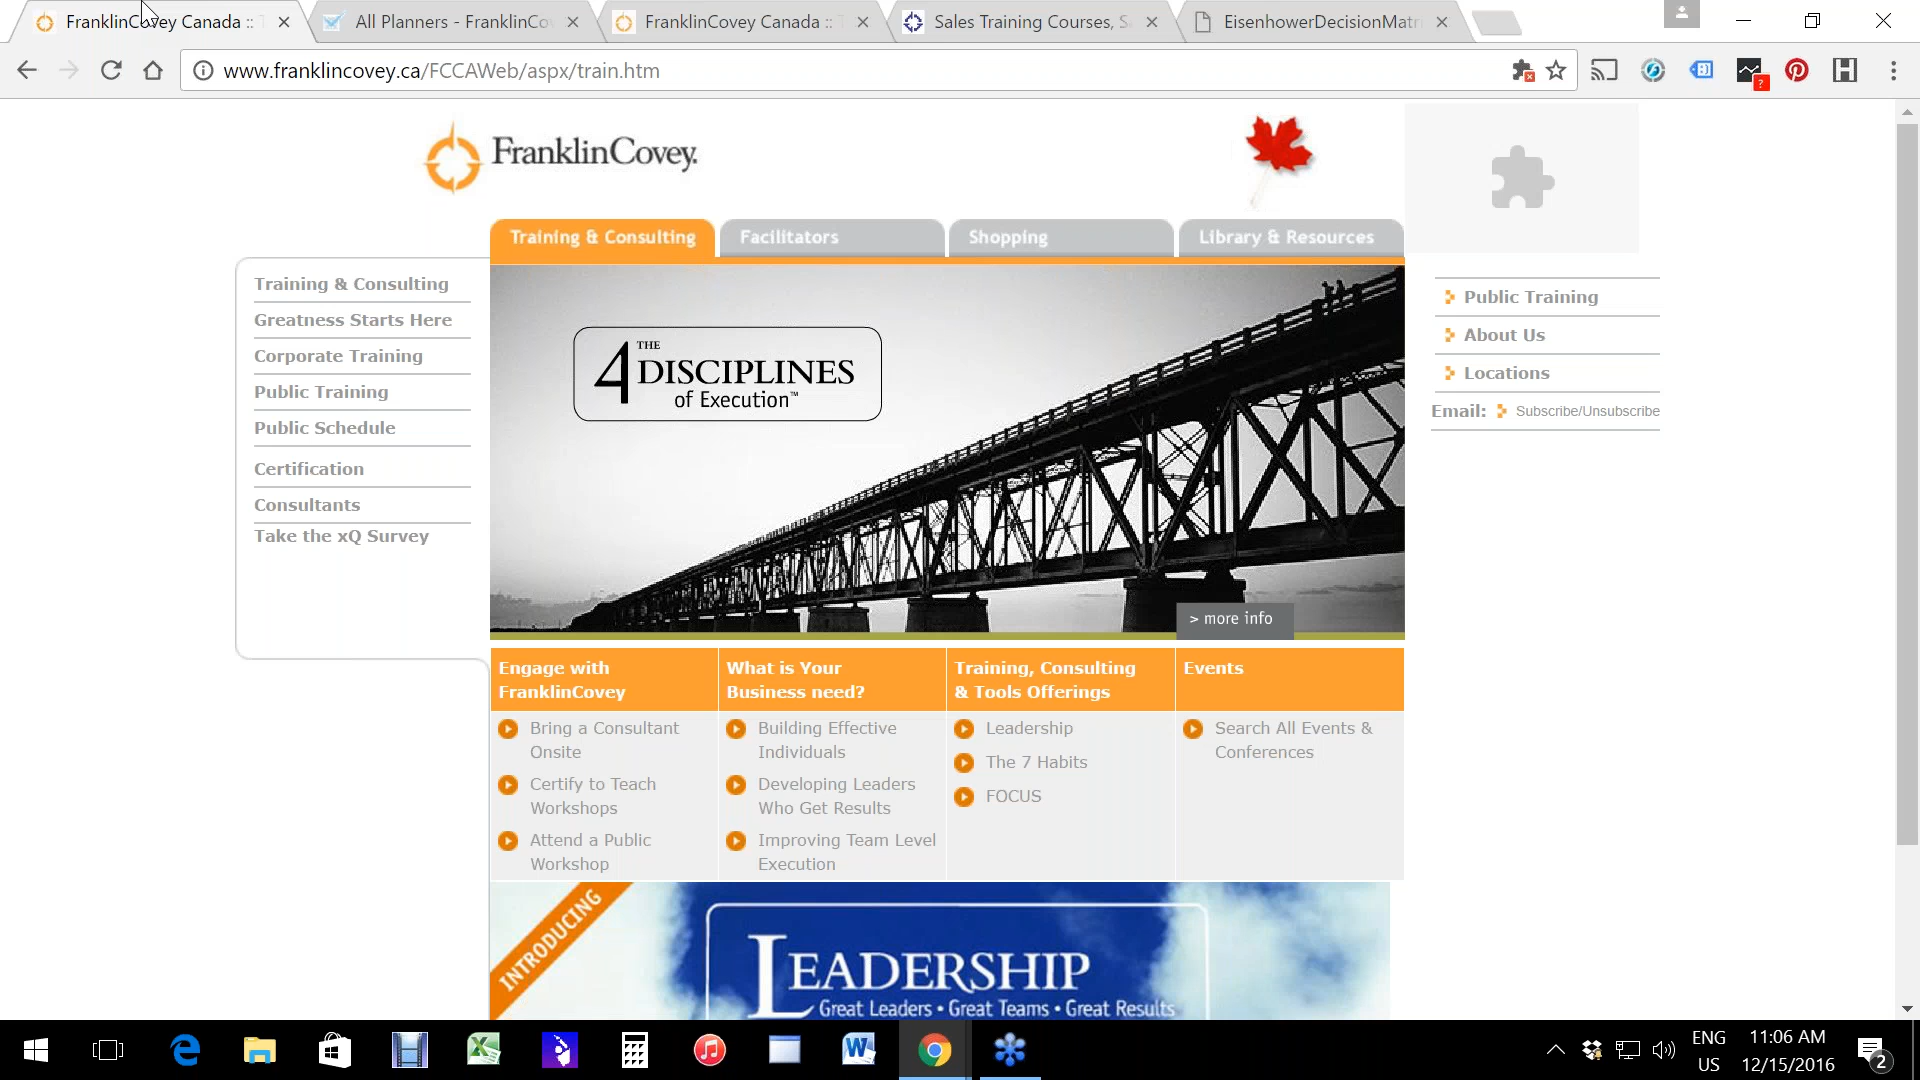 FranklinCovey Canada ::
All Planners - FranklinCo
FranklinCovey Canada ::
Sales Training Courses, S
EisenhowerDecisionMatri
www.franklincovey.ca/FCCAWeb/aspx/train.htm
FranklinCovey.
Training & Consulting
Facilitators
Shopping
Library & Resources
Training & Consulting
Greatness Starts Here
Corporate Training
Public Training
Public Schedule
Certification
Consultants
Take the xQ Survey
THE
4 DISCIPLINES
of Execution™
> more info
Public Training
About Us
Locations
Email: Subscribe/Unsubscribe
Engage with
FranklinCovey
Bring a Consultant
Onsite
Certify to Teach
Workshops
Attend a Public
Workshop
What is Your
Business need?
Building Effective
Individuals
Developing Leaders
Who Get Results
Improving Team Level
Execution
Training, Consulting
& Tools Offerings
Leadership
The 7 Habits
FOCUS
Events
Search All Events &
Conferences
INTRODUCING
LEADERSHIP
Great Leaders • Great Teams • Great Results
ENG
US
11:06 AM
12/15/2016
2